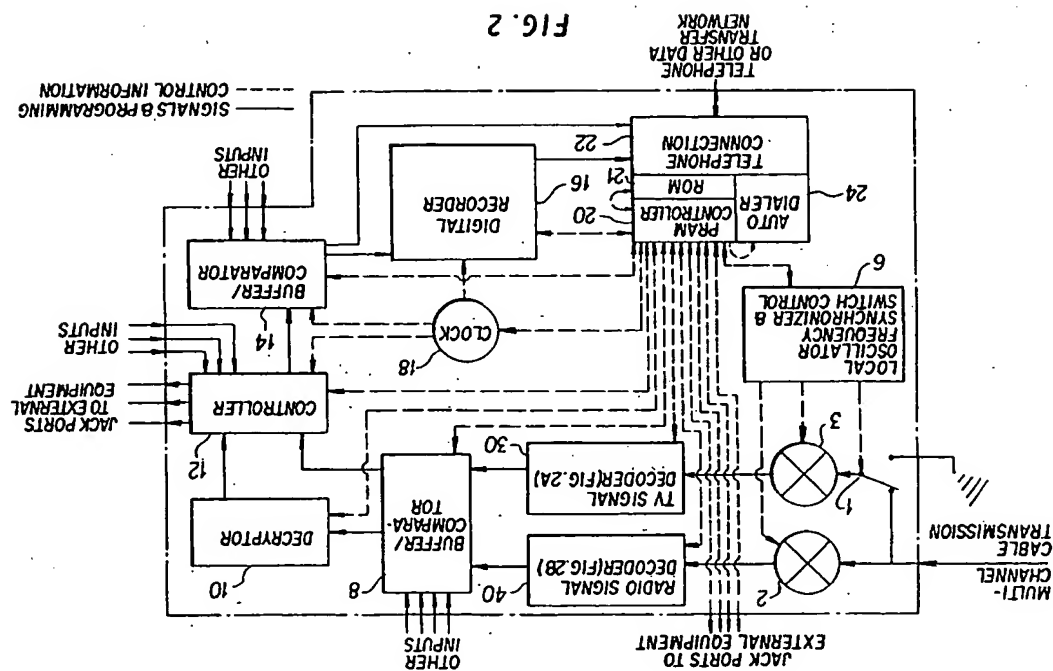 JACK PORTS TO
EXTERNAL EQUIPMENT
OTHER
INPUTS
MULTI-
CHANNEL
CABLE
TRANSMISSION
2
1
3
RADIO SIGNAL
DECODER(FIG.2B)
40
TV SIGNAL
DECODER(FIG.2A)
30
8
BUFFER/
COMPARA-
TOR
10
DECRYPTOR
12
CONTROLLER
JACK PORTS
TO EXTERNAL
EQUIPMENT
OTHER
INPUTS
LOCAL
OSCILLATOR
FREQUENCY
SYNCHRONIZER &
SWITCH CONTROL
6
18
CLOCK
14
BUFFER/
COMPARATOR
OTHER
INPUTS
24
AUTO
DIALER
PRAM
CONTROLLER
20
ROM
21
TELEPHONE
CONNECTION
22
16
DIGITAL
RECORDER
TELEPHONE
OR OTHER DATA
TRANSFER
NETWORK
SIGNALS & PROGRAMMING
CONTROL INFORMATION
FIG. 2